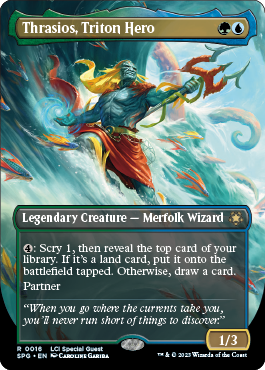 Thrasios, Triton Hero
Legendary Creature — Merfolk Wizard
4: Scry 1, then reveal the top card of your
library. If it's a land card, put it onto the
battlefield tapped. Otherwise, draw a card.
Partner
“When you go where the currents take you,
you'll never run short of things to discover.”
1/3
R 0016 LCI Special Guest
SPG • EN Caroline Gariba
™ & © 2023 Wizards of the Coast